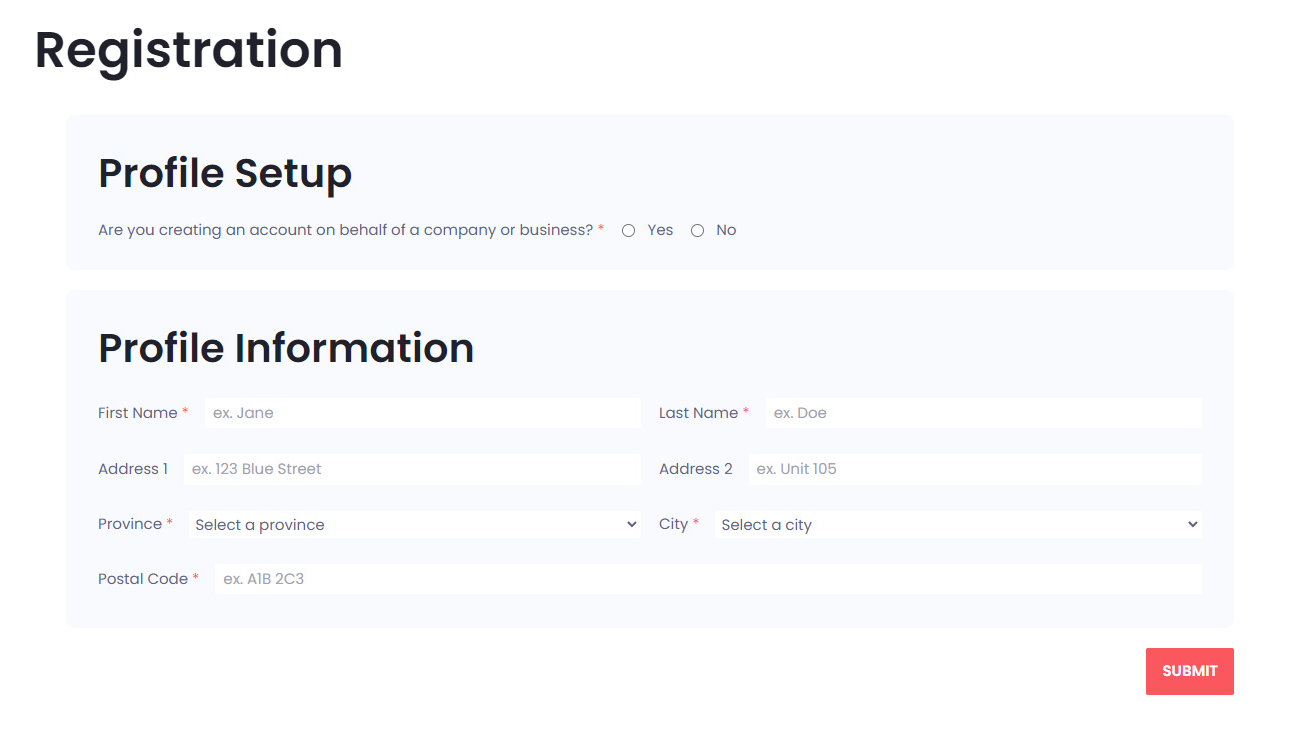 Registration
Profile Setup
Are you creating an account on behalf of a company or business? * Yes No
Profile Information
First Name * ex. Jane Last Name * ex. Doe
Address 1 ex. 123 Blue Street Address 2 ex. Unit 105
Province * Select a province City * Select a city
Postal Code * ex. A1B 2C3
SUBMIT